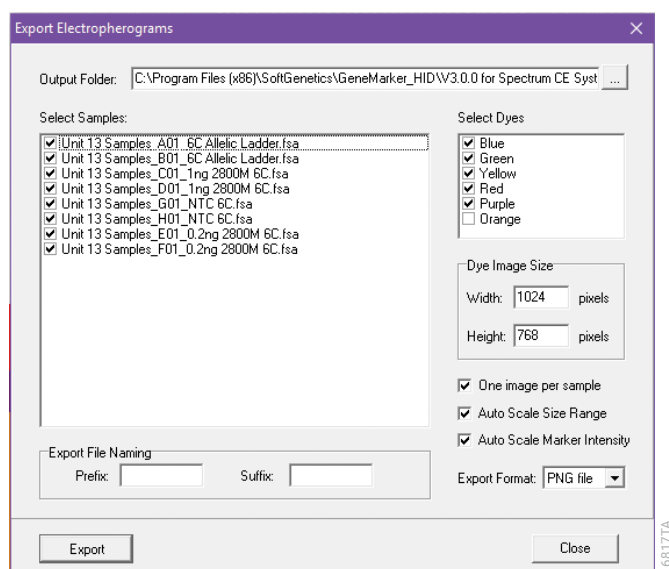 Export Electropherograms
Output Folder: C:\Program Files (x86)\SoftGenetics\GeneMarker_HID\V3.0.0 for Spectrum CE Syst ...
Select Samples:
Unit 13 Samples_A01_6C Allelic Ladder.fsa
Unit 13 Samples_B01_6C Allelic Ladder.fsa
Unit 13 Samples_C01_1ng 2800M 6C.fsa
Unit 13 Samples_D01_1ng 2800M 6C.fsa
Unit 13 Samples_G01_NTC 6C.fsa
Unit 13 Samples_H01_NTC 6C.fsa
Unit 13 Samples_E01_0.2ng 2800M 6C.fsa
Unit 13 Samples_F01_0.2ng 2800M 6C.fsa
Select Dyes
Blue
Green
Yellow
Red
Purple
Orange
Dye Image Size
Width: 1024 pixels
Height: 768 pixels
One image per sample
Auto Scale Size Range
Auto Scale Marker Intensity
Export Format: PNG file
Export File Naming
Prefix: Suffix:
Export
Close
6817TA